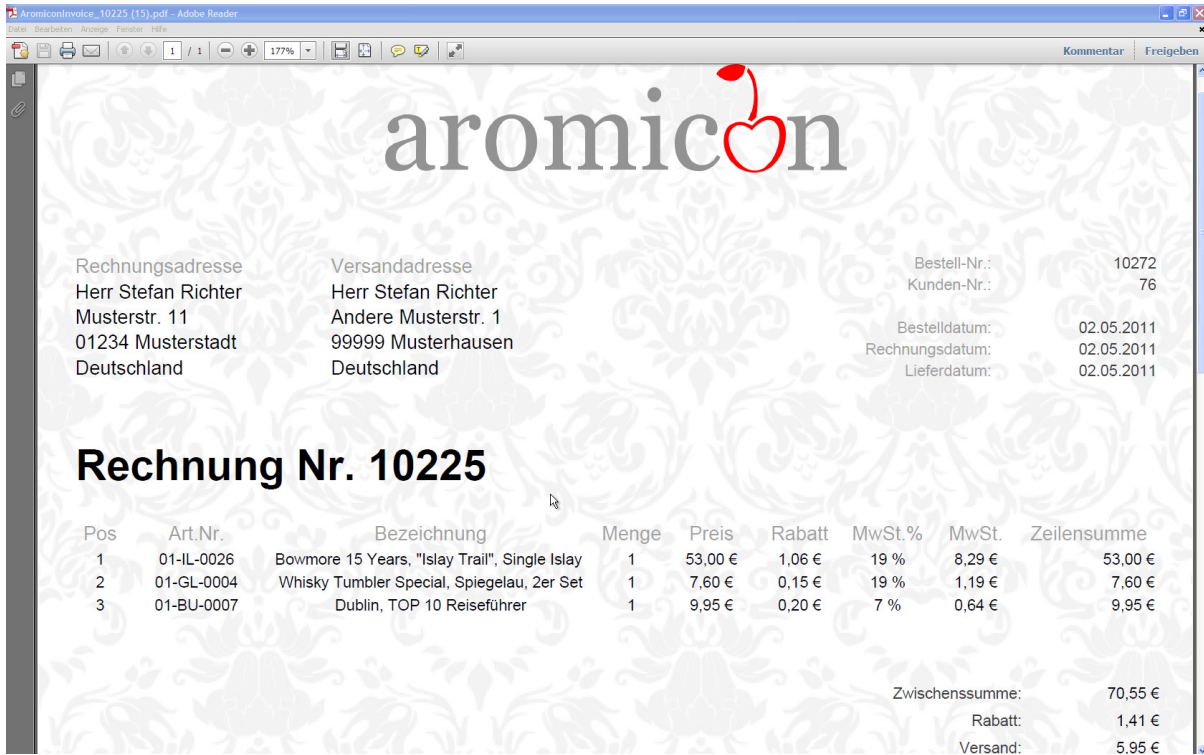 AromiconInvoice_10225 (15).pdf - Adobe Reader
Datei Bearbeiten Anzeige Fenster Hilfe
1 / 1 177% Kommentar Freigeben
aromicon
Rechnungsadresse
Herr Stefan Richter
Musterstr. 11
01234 Musterstadt
Deutschland
Versandadresse
Herr Stefan Richter
Andere Musterstr. 1
99999 Musterhausen
Deutschland
Bestell-Nr.: 10272
Kunden-Nr.: 76
Bestelldatum: 02.05.2011
Rechnungsdatum: 02.05.2011
Lieferdatum: 02.05.2011
Rechnung Nr. 10225
Pos Art.Nr. Bezeichnung Menge Preis Rabatt MwSt.% MwSt. Zeilensumme
1 01-IL-0026 Bowmore 15 Years, "Islay Trail", Single Islay 1 53,00 € 1,06 € 19 % 8,29 € 53,00 €
2 01-GL-0004 Whisky Tumbler Special, Spiegelau, 2er Set 1 7,60 € 0,15 € 19 % 1,19 € 7,60 €
3 01-BU-0007 Dublin, TOP 10 Reiseführer 1 9,95 € 0,20 € 7 % 0,64 € 9,95 €
Zwischenssumme: 70,55 €
Rabatt: 1,41 €
Versand: 5,95 €